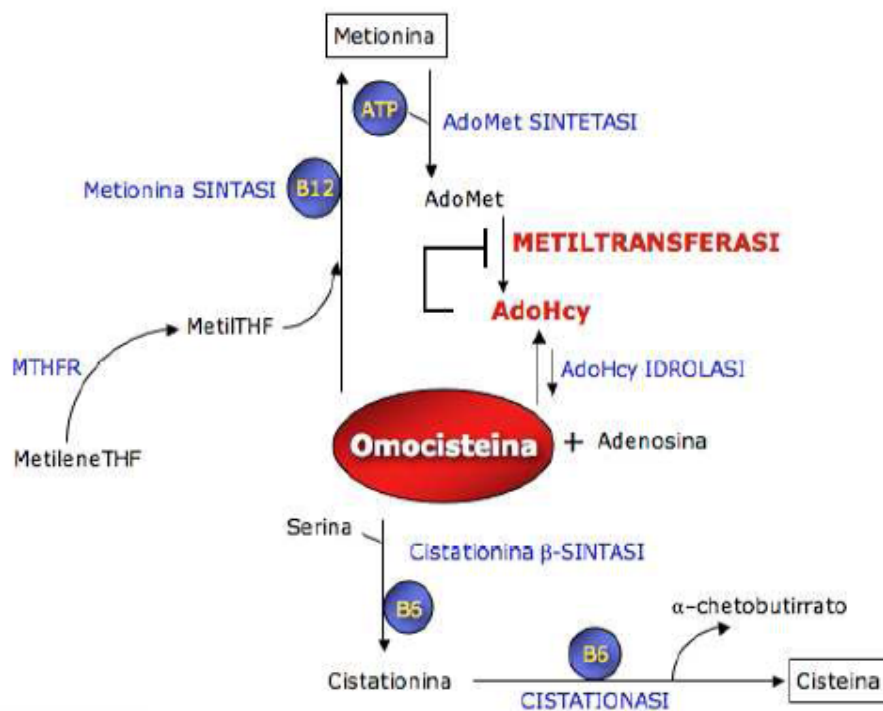 Metionina
ATP
AdoMet SINTETASI
Metionina SINTASI
B12
AdoMet
METILTRANSFERASI
MetilTHF
AdoHcy
MTHFR
AdoHcy IDROLASI
Omocisteina
+ Adenosina
MetileneTHF
Serina
Cistationina β-SINTASI
B6
α-chetobutirrato
B6
Cistationina
CISTATIONASI
Cisteina